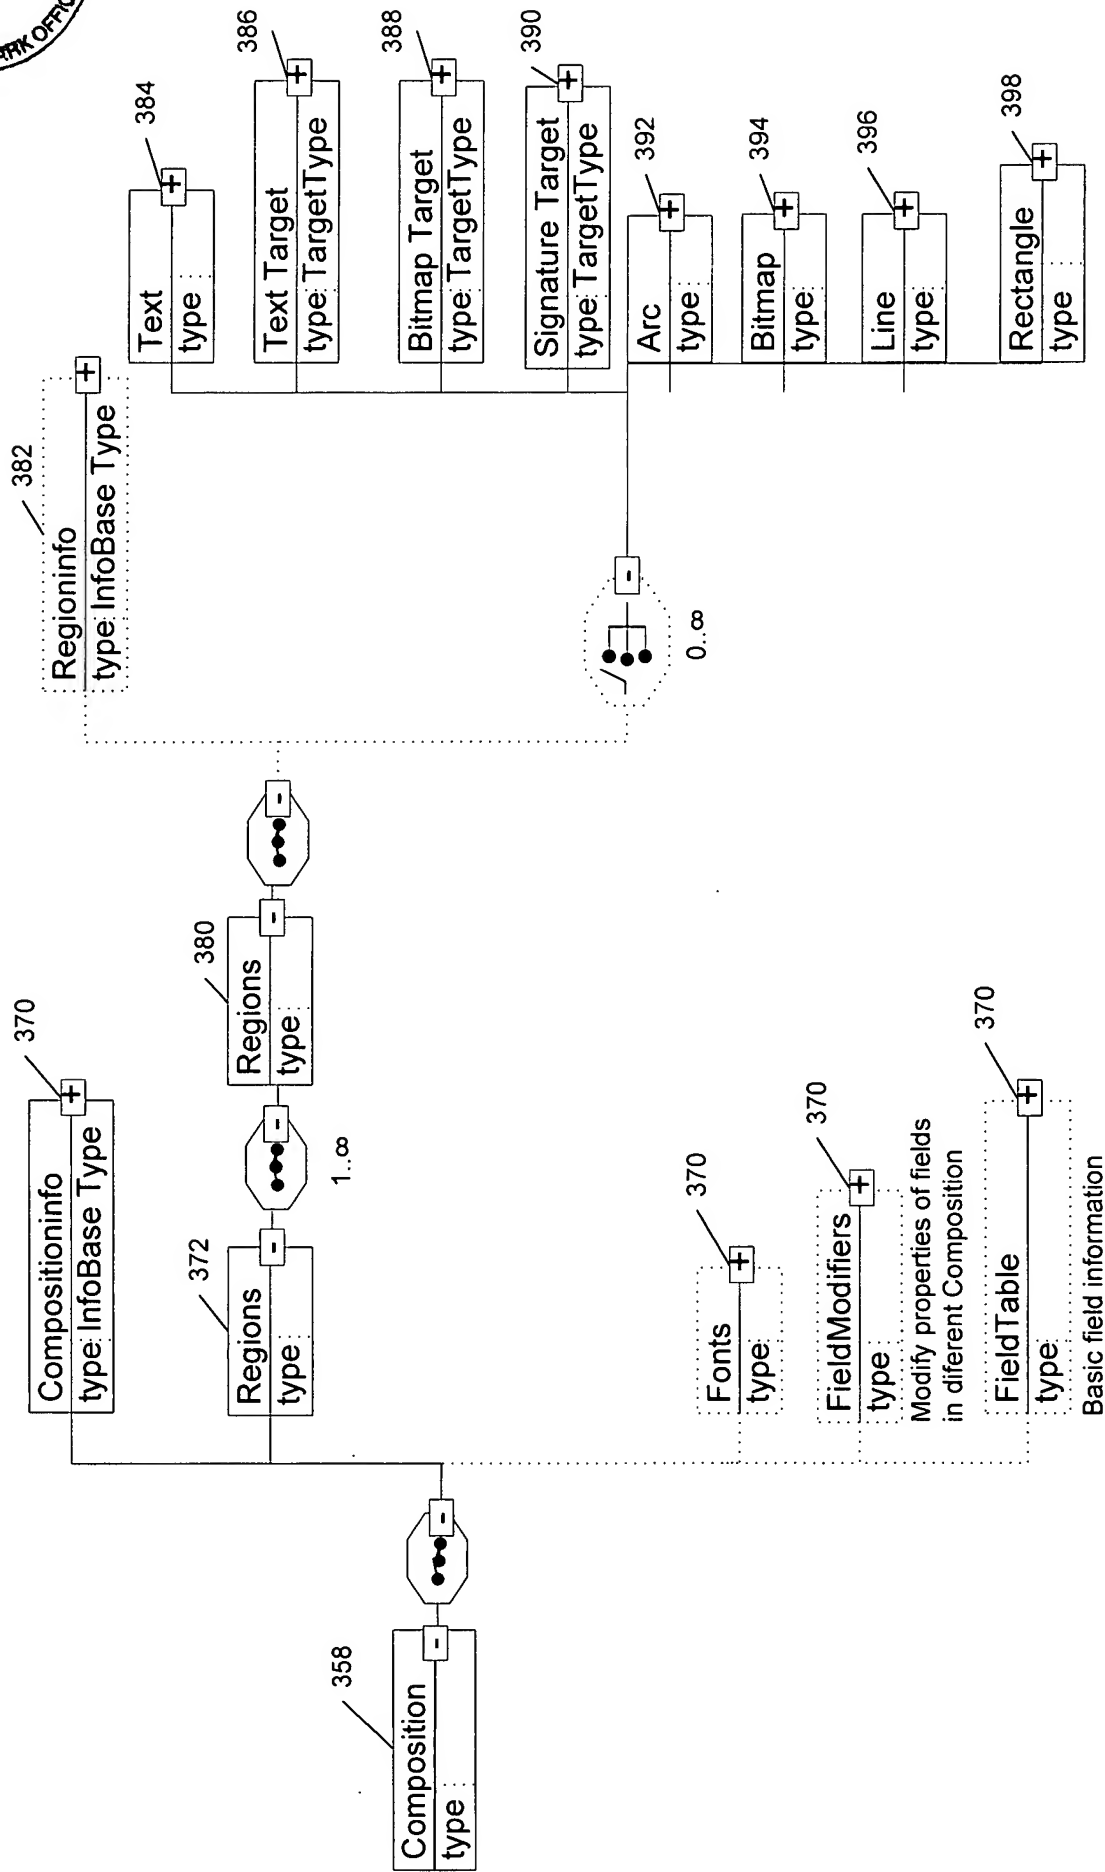 RK OFFIC
358
Composition
type
370
Compositioninfo
type: InfoBase Type
372
Regions
type
1..∞
380
Regions
type
370
Fonts
type:
370
FieldModifiers
type
Modify properties of fields
in diferent Composition
370
FieldTable
type
Basic field information
382
Regioninfo
type: InfoBase Type
0..∞
384
Text
type :
386
Text Target
type: TargetType
388
Bitmap Target
type: TargetType
390
Signature Target
type: TargetType
392
Arc
type:
394
Bitmap
type:
396
Line
type:
398
Rectangle
type